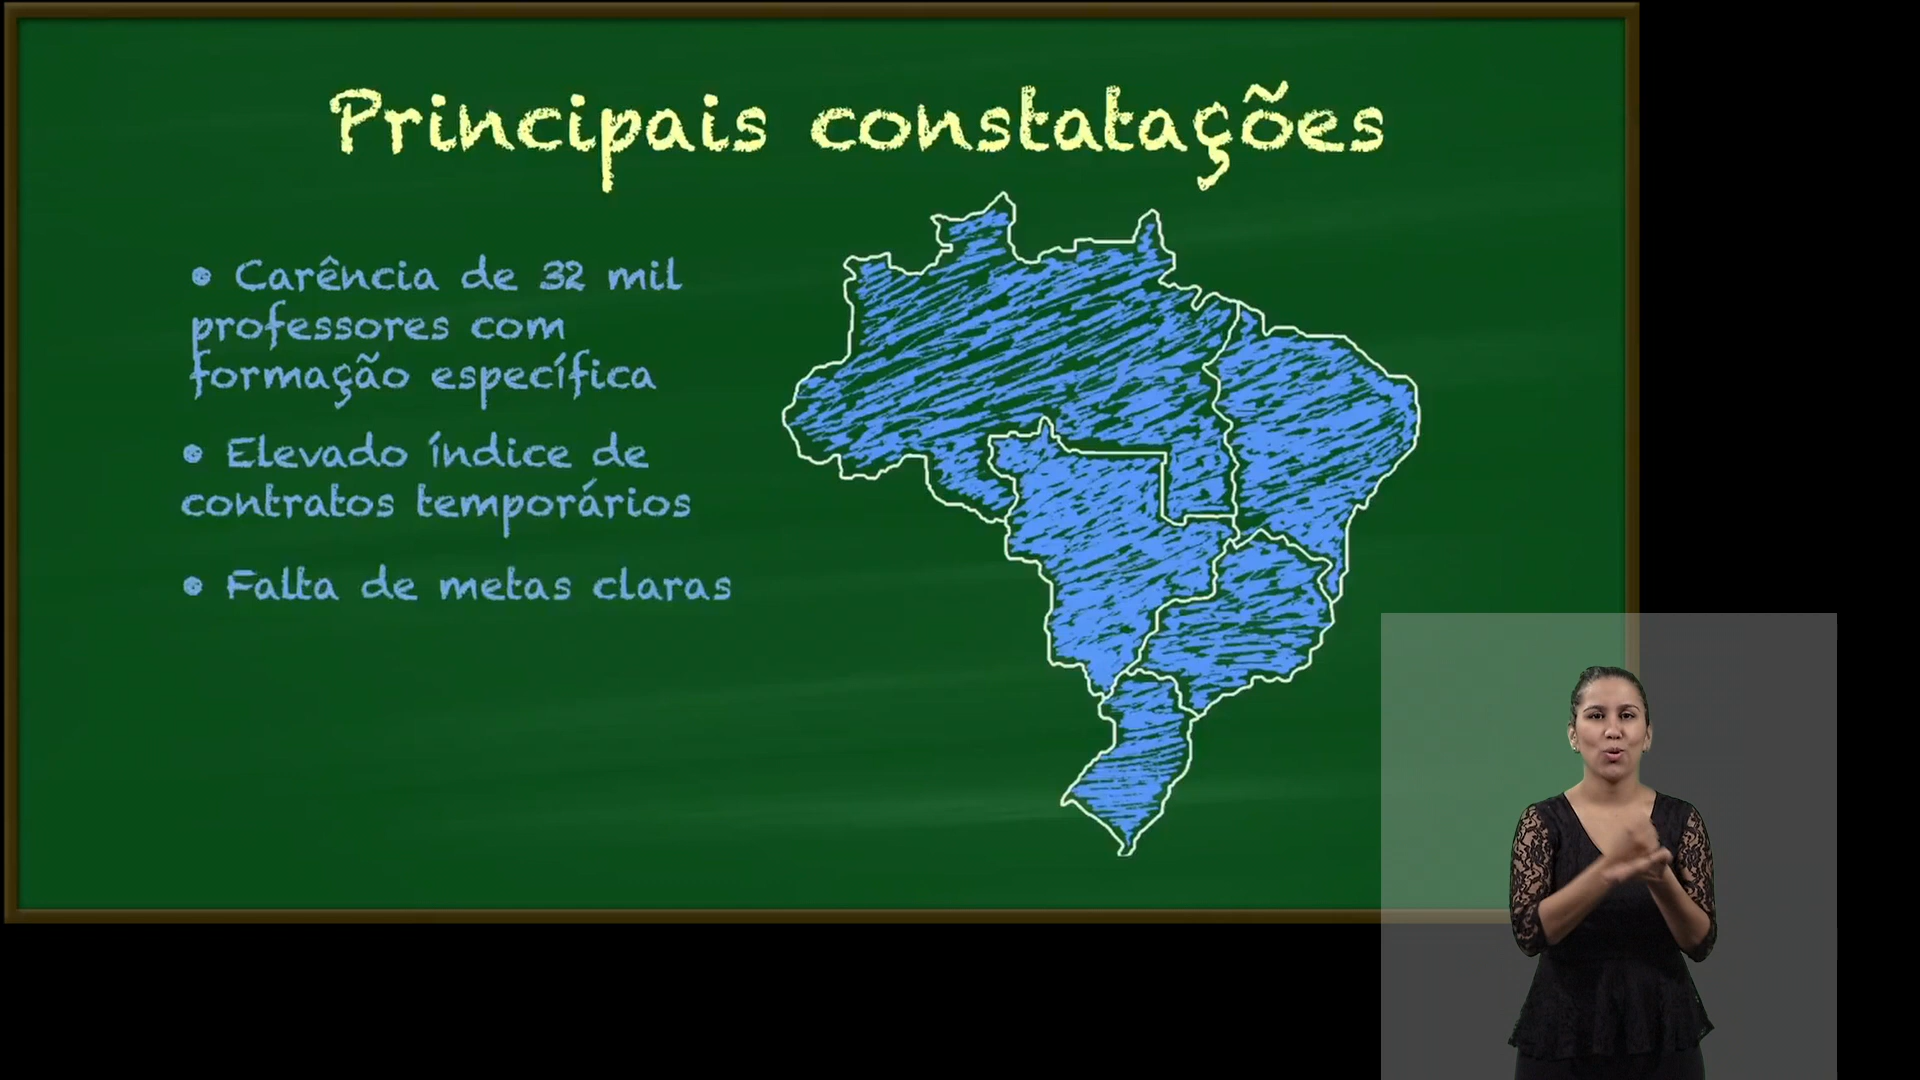 Principais constatações
• Carência de 32 mil
professores com
formação específica
• Elevado índice de
contratos temporários
• Falta de metas claras